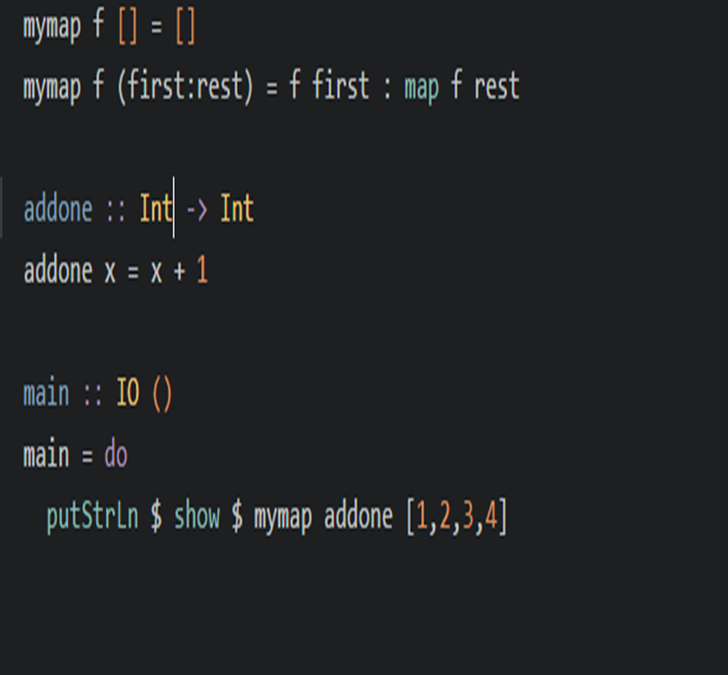 mymap f [] = []
mymap f (first:rest) = f first : map f rest
addone :: Int -> Int
addone x = x + 1
main :: IO ()
main = do
  putStrLn $ show $ mymap addone [1,2,3,4]